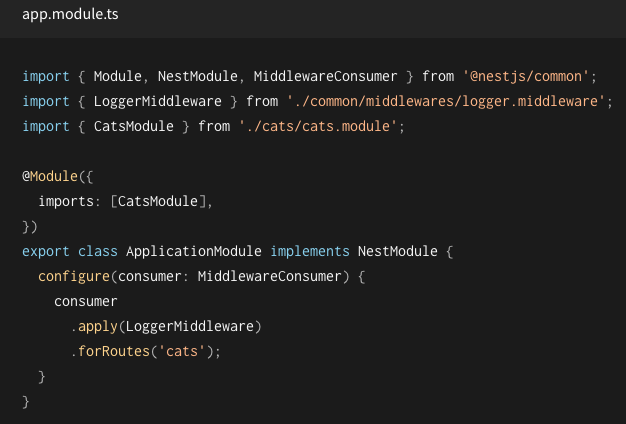 app.module.ts
import { Module, NestModule, MiddlewareConsumer } from '@nestjs/common';
import { LoggerMiddleware } from './common/middlewares/logger.middleware';
import { CatsModule } from './cats/cats.module';
@Module({
  imports: [CatsModule],
})
export class ApplicationModule implements NestModule {
  configure(consumer: MiddlewareConsumer) {
    consumer
      .apply(LoggerMiddleware)
      .forRoutes('cats');
  }
}